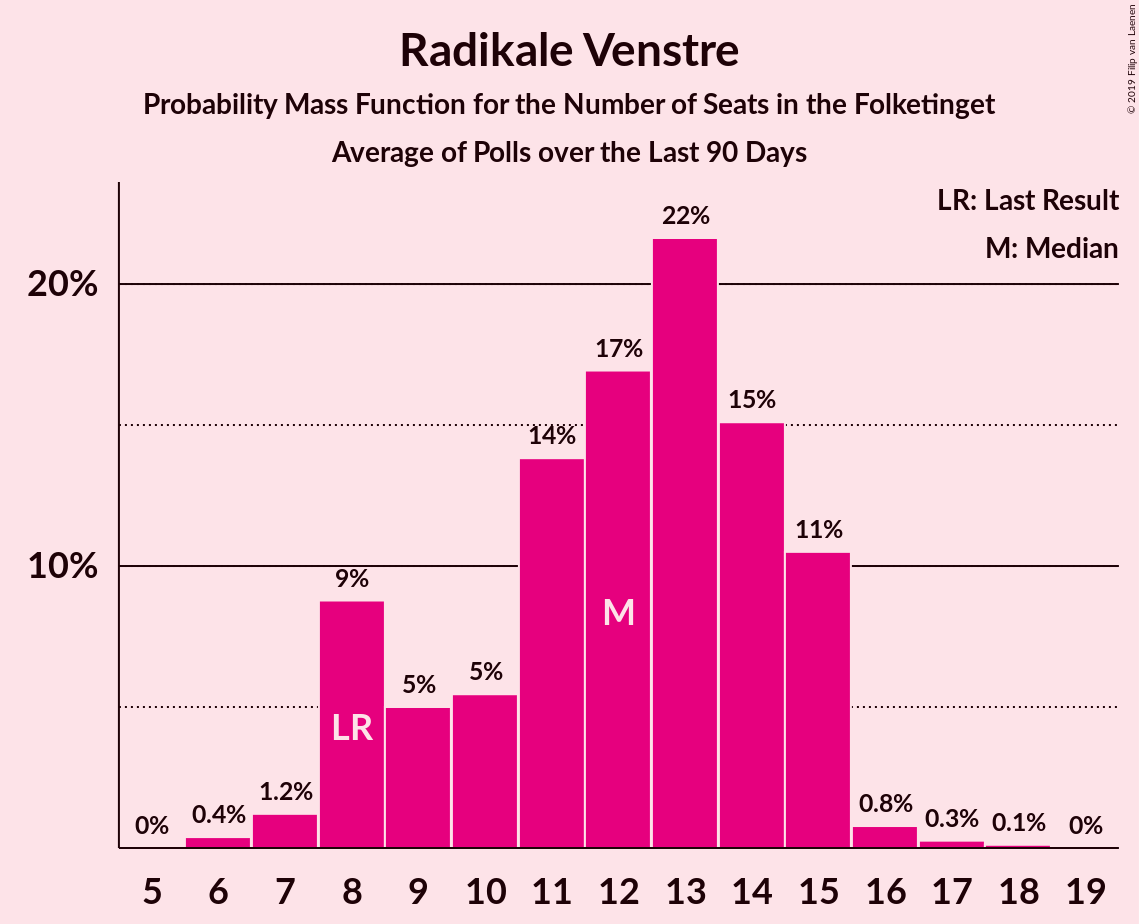 Radikale Venstre
Probability Mass Function for the Number of Seats in the Folketinget
Average of Polls over the Last 90 Days
© 2019 Filip van Laenen
LR: Last Result
M: Median
20%
10%
0%
0.4%
1.2%
9%
5%
5%
14%
17%
22%
15%
11%
0.8%
0.3%
0.1%
0%
LR
M
5 6 7 8 9 10 11 12 13 14 15 16 17 18 19